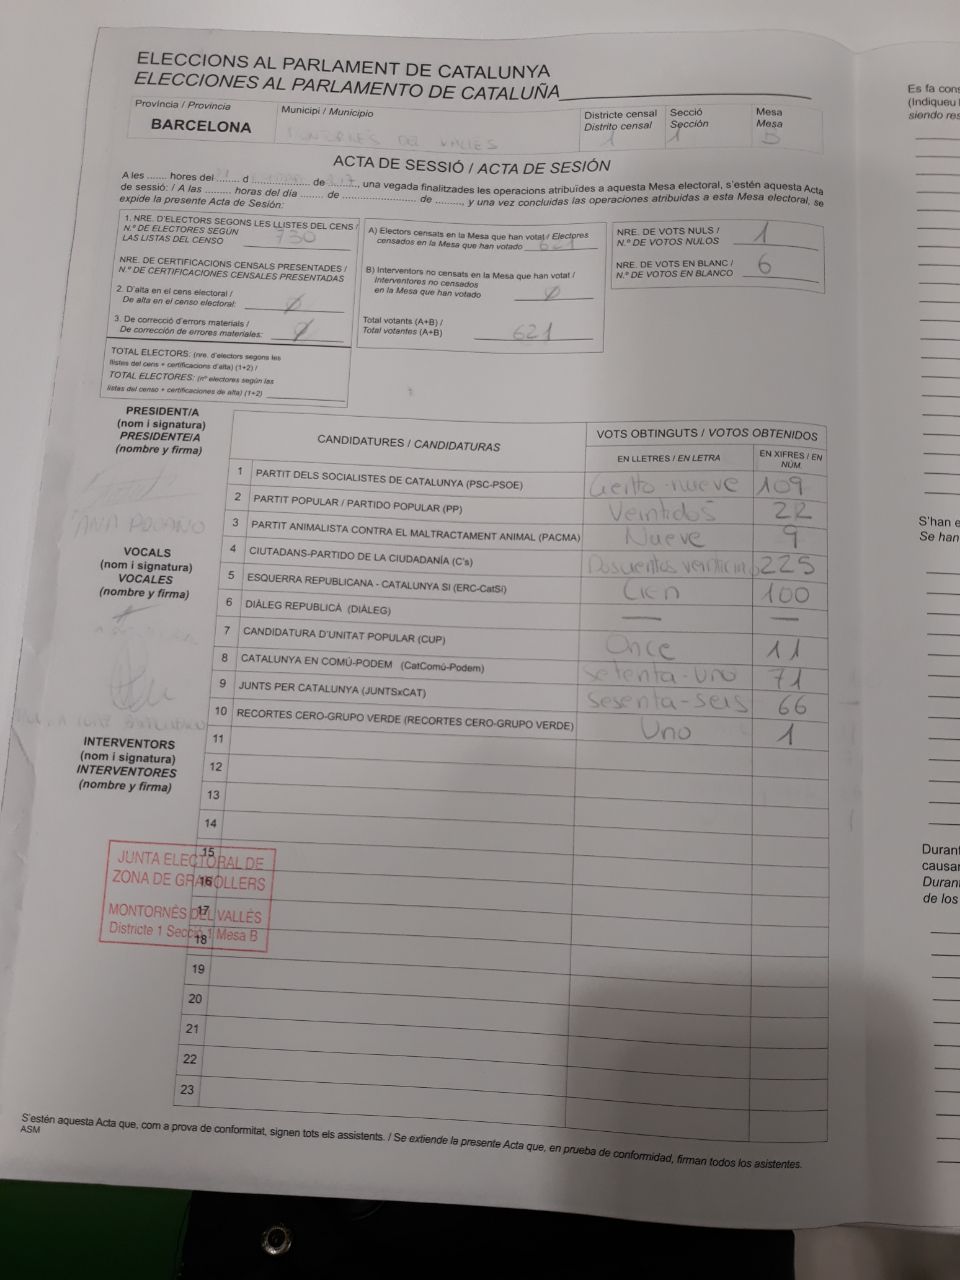 ELECCIONS AL PARLAMENT DE CATALUNYA
ELECCIONES AL PARLAMENTO DE CATALUÑA
Província / Provincia
BARCELONA
Municipi / Municipio
MONTORNES DEL VALLES
Districte censal
Distrito censal
1
Secció
Sección
1
Mesa
Mesa
ACTA DE SESSIÓ / ACTA DE SESIÓN
A les ....... hores del ....... d .................. de ........, una vegada finalitzades les operacions atribuïdes a aquesta Mesa electoral, s'estén aquesta Acta
de sessió: / A las ......... horas del día ........ de ....................... de ........, y una vez concluidas las operaciones atribuidas a esta Mesa electoral, se
expide la presente Acta de Sesión:
1. NRE. D'ELECTORS SEGONS LES LLISTES DEL CENS /
N.º DE ELECTORES SEGÚN
LAS LISTAS DEL CENSO 730
NRE. DE CERTIFICACIONS CENSALS PRESENTADES /
N.º DE CERTIFICACIONES CENSALES PRESENTADAS
2. D'alta en el cens electoral /
De alta en el censo electoral: Ø
3. De correcció d'errors materials /
De corrección de errores materiales: Ø
TOTAL ELECTORS: (nre. d'electors segons les
llistes del cens + certificacions d'alta) (1+2) /
TOTAL ELECTORES: (nº electores según las
listas del censo + certificaciones de alta) (1+2)
A) Electors censats en la Mesa que han votat / Electores
censados en la Mesa que han votado 621
B) Interventors no censats en la Mesa que han votat /
Interventores no censados
en la Mesa que han votado Ø
Total votants (A+B) /
Total votantes (A+B) 621
NRE. DE VOTS NULS /
N.º DE VOTOS NULOS 1
NRE. DE VOTS EN BLANC /
N.º DE VOTOS EN BLANCO 6
PRESIDENT/A
(nom i signatura)
PRESIDENTE/A
(nombre y firma)
ANA
VOCALS
(nom i signatura)
VOCALES
(nombre y firma)
INTERVENTORS
(nom i signatura)
INTERVENTORES
(nombre y firma)
CANDIDATURES / CANDIDATURAS
VOTS OBTINGUTS / VOTOS OBTENIDOS
EN LLETRES / EN LETRA
EN XIFRES / EN
NÚM.
1 PARTIT DELS SOCIALISTES DE CATALUNYA (PSC-PSOE) Ciento-nueve 109
2 PARTIT POPULAR / PARTIDO POPULAR (PP) Veintidos 22
3 PARTIT ANIMALISTA CONTRA EL MALTRACTAMENT ANIMAL (PACMA) Nueve 9
4 CIUTADANS-PARTIDO DE LA CIUDADANÍA (C's) Doscientos veinticinco 225
5 ESQUERRA REPUBLICANA - CATALUNYA SI (ERC-CatSí) Cien 100
6 DIÀLEG REPUBLICÀ (DIÀLEG) — —
7 CANDIDATURA D'UNITAT POPULAR (CUP) Once 11
8 CATALUNYA EN COMÚ-PODEM (CatComú-Podem) Setenta-uno 71
9 JUNTS PER CATALUNYA (JUNTSxCAT) Sesenta-seis 66
10 RECORTES CERO-GRUPO VERDE (RECORTES CERO-GRUPO VERDE) Uno 1
11
12
13
14
15
16
17
18
19
20
21
22
23
JUNTA ELECTORAL DE
ZONA DE GRANOLLERS
MONTORNÈS DEL VALLÈS
Districte 1 Secció 1 Mesa B
S'estén aquesta Acta que, com a prova de conformitat, signen tots els assistents. / Se extiende la presente Acta que, en prueba de conformidad, firman todos los asistentes.
ASM
Es fa
(Indiqueu
siendo
S'han
Se han
de los